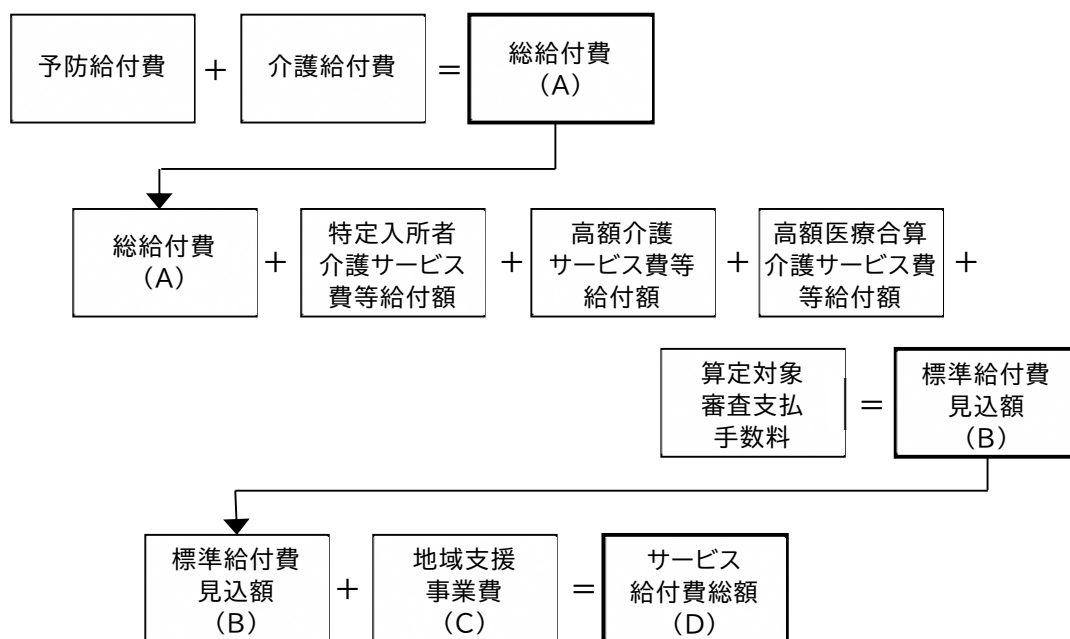 予防給付費 + 介護給付費 = 総給付費
（A）
総給付費
（A）
+
特定入所者
介護サービス
費等給付額
+
高額介護
サービス費等
給付額
+
高額医療合算
介護サービス費
等給付額
+
算定対象
審査支払
手数料
=
標準給付費
見込額
（B）
標準給付費
見込額
（B）
+
地域支援
事業費
（C）
=
サービス
給付費総額
（D）